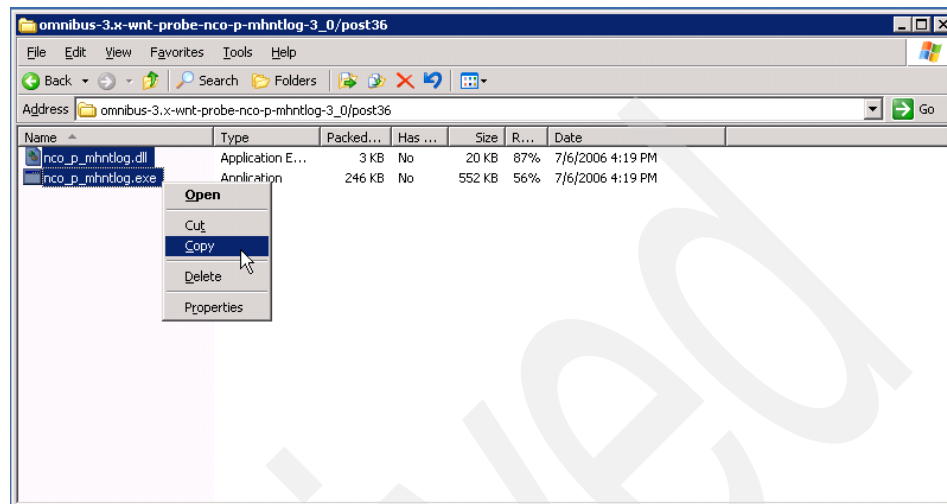 omnibus-3.x-wnt-probe-nco-p-mhntlog-3_0/post36
File Edit View Favorites Tools Help
Back Search Folders
Address omnibus-3.x-wnt-probe-nco-p-mhntlog-3_0/post36 Go
Name Type Packed... Has ... Size R... Date
nco_p_mhntlog.dll Application E... 3 KB No 20 KB 87% 7/6/2006 4:19 PM
nco_p_mhntlog.exe Application 246 KB No 552 KB 56% 7/6/2006 4:19 PM
Open
Cut
Copy
Delete
Properties